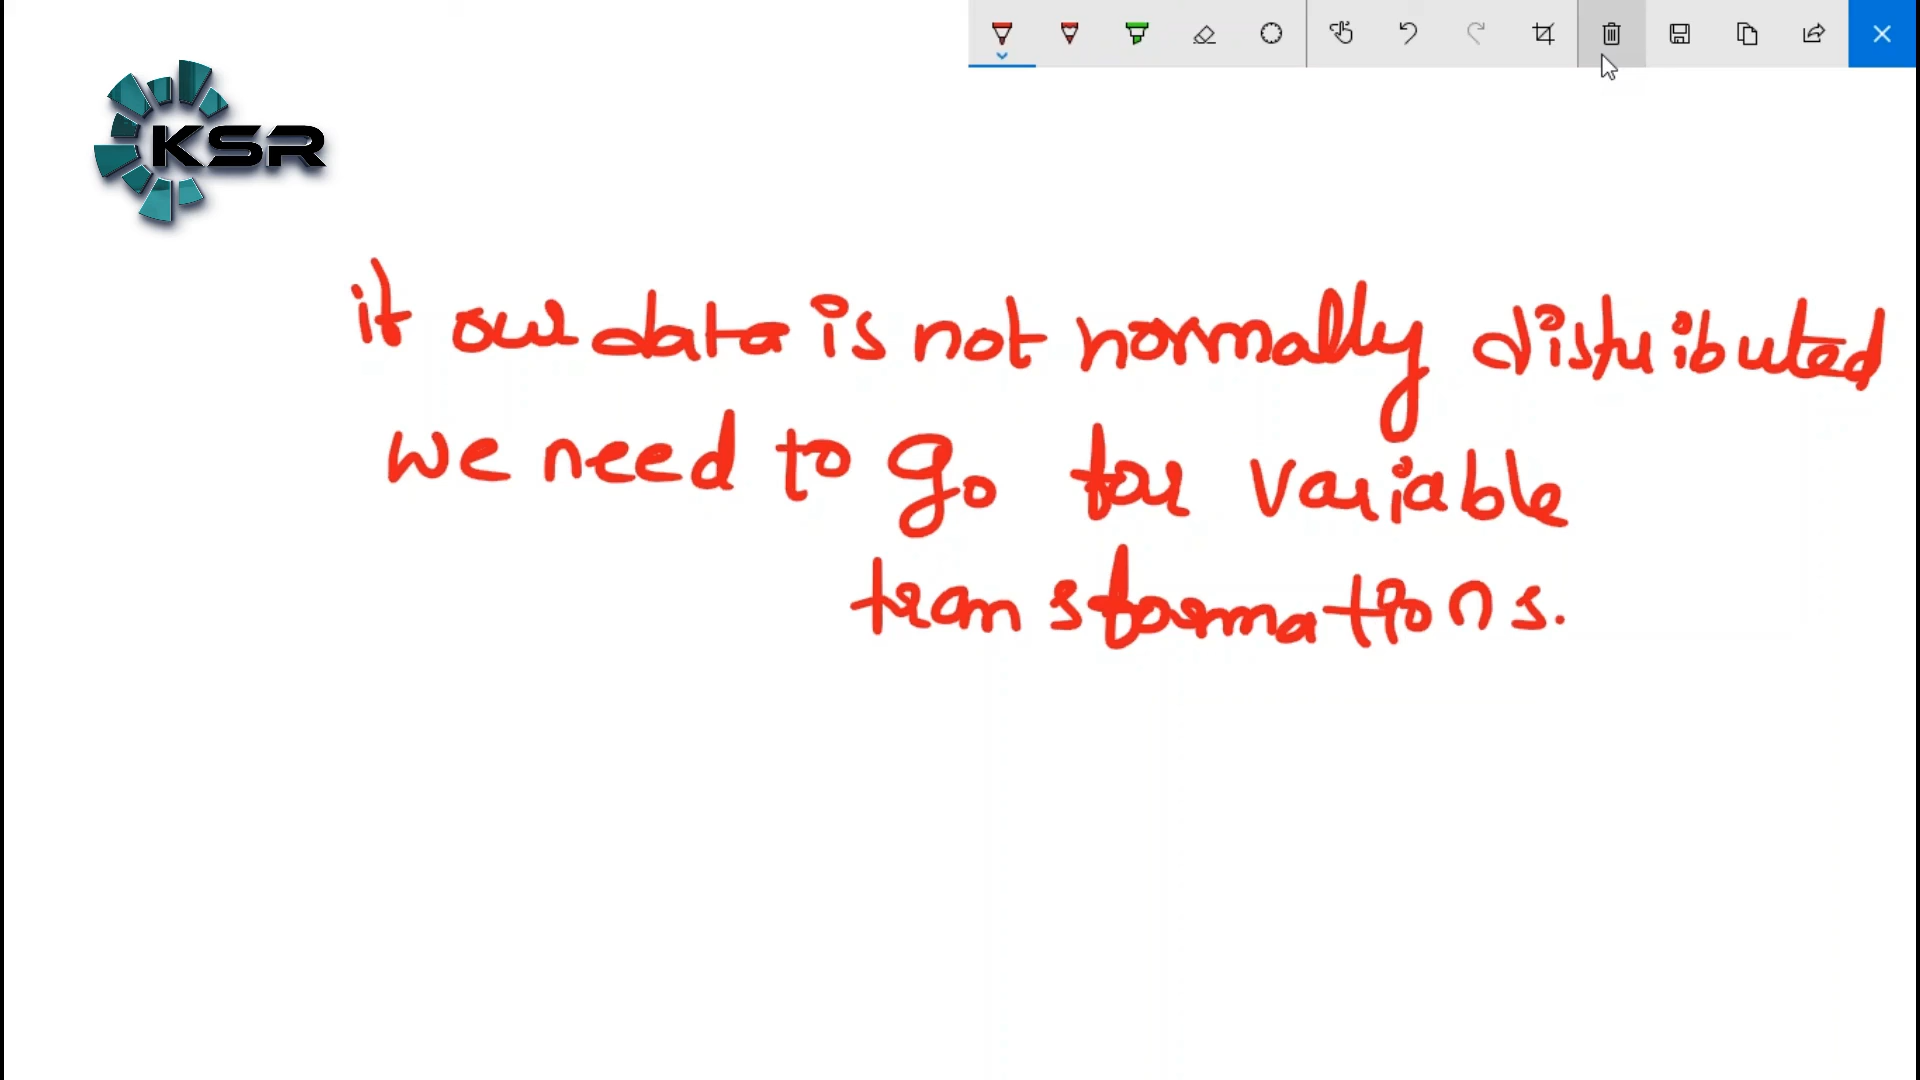 KSR
if our data is not normally distributed
we need to go for variable
transformations.